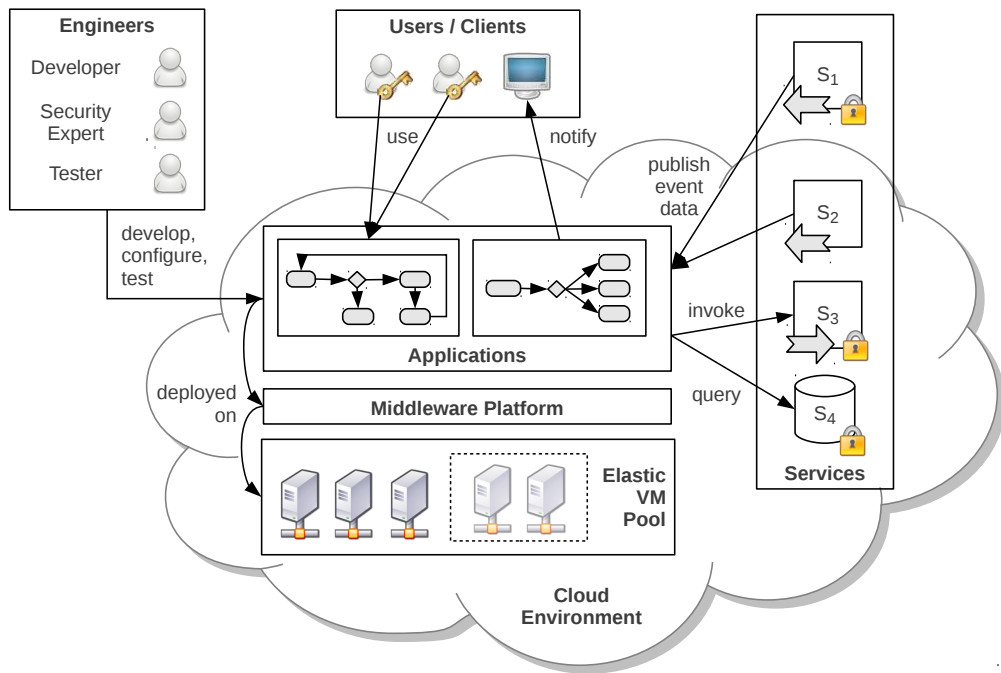 Engineers
Developer
Security
Expert
Tester
Users / Clients
use
notify
develop,
configure,
test
publish
event
data
S1
S2
S3
S4
Services
invoke
query
Applications
deployed
on
Middleware Platform
Elastic
VM
Pool
Cloud
Environment